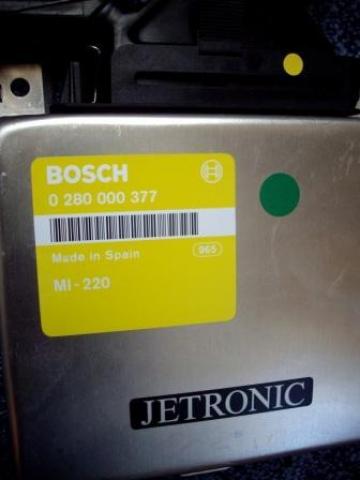 BOSCH
0 280 000 377
Made in Spain 965
MI-220
JETRONIC